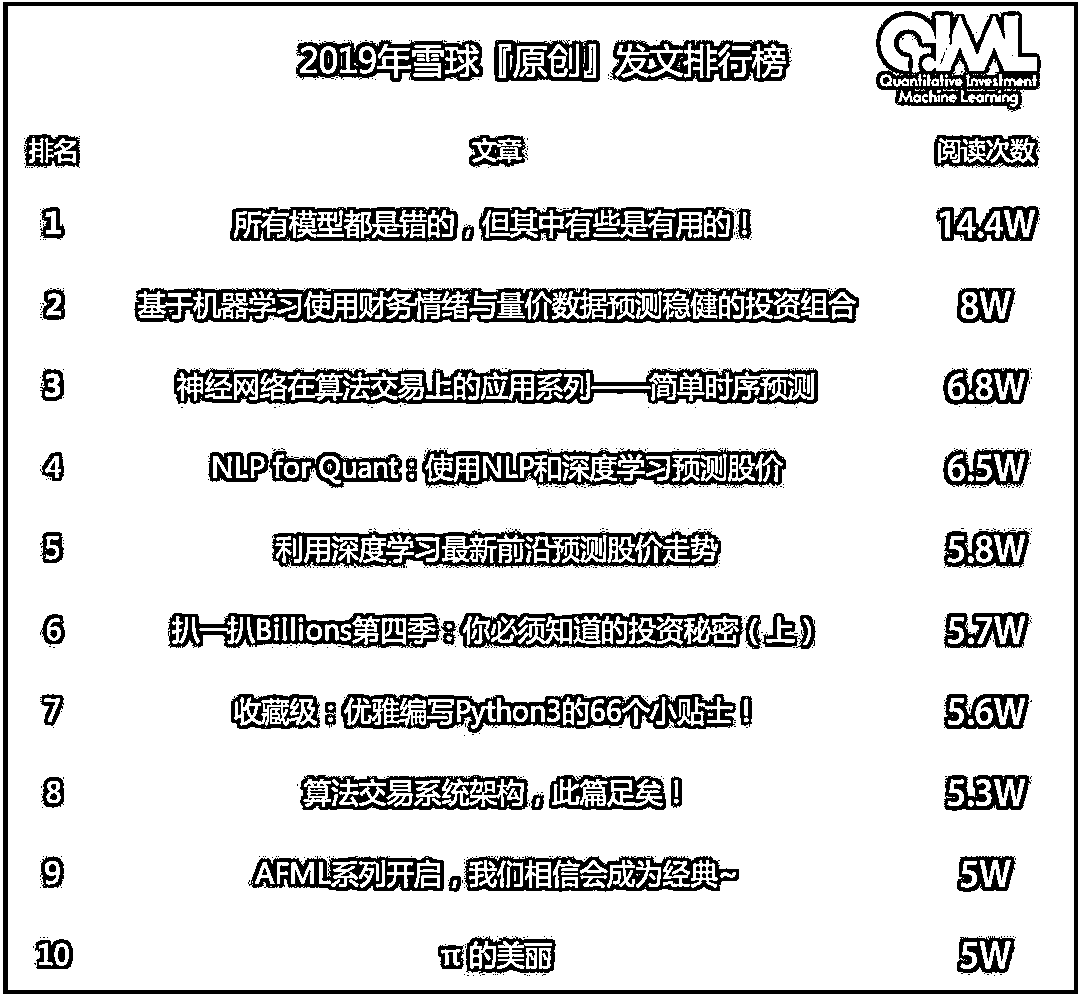 2019年雪球『原创』发文排行榜
QIML
Quantitative Investment
Machine Learning
排名 文章 阅读次数
1 所有模型都是错的，但其中有些是有用的！ 14.4W
2 基于机器学习使用财务情绪与量价数据预测稳健的投资组合 8W
3 神经网络在算法交易上的应用系列——简单时序预测 6.8W
4 NLP for Quant：使用NLP和深度学习预测股价 6.5W
5 利用深度学习最新前沿预测股价走势 5.8W
6 扒一扒Billions第四季：你必须知道的投资秘密（上） 5.7W
7 收藏级：优雅编写Python3的66个小贴士！ 5.6W
8 算法交易系统架构，此篇足矣！ 5.3W
9 AFML系列开启，我们相信会成为经典~ 5W
10 π 的美丽 5W